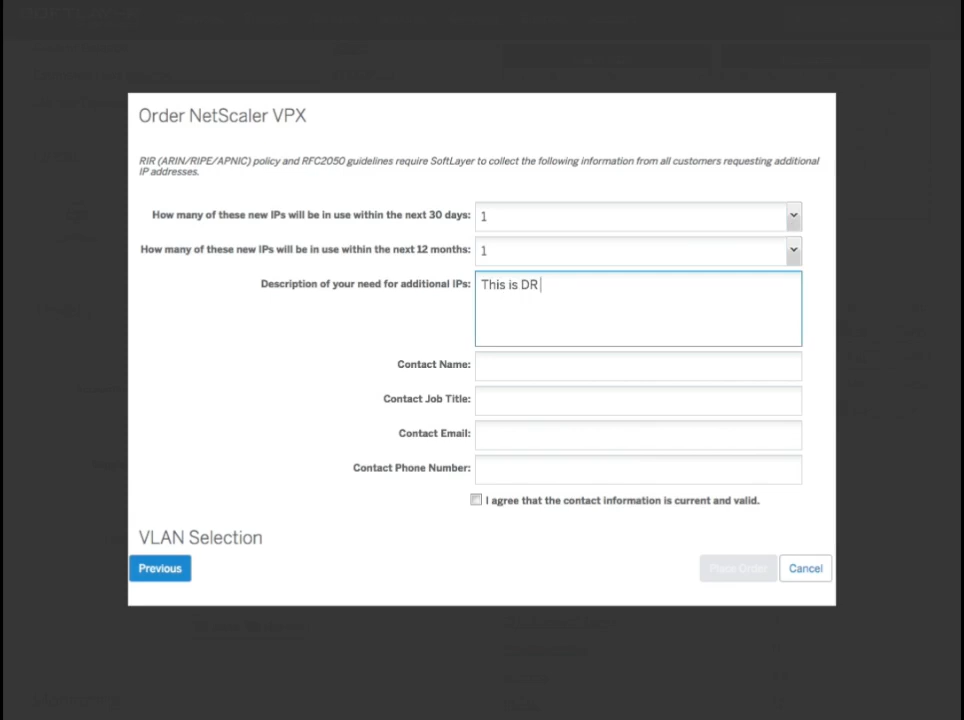 Order NetScaler VPX
RIR (ARIN/RIPE/APNIC) policy and RFC2050 guidelines require SoftLayer to collect the following information from all customers requesting additional
IP addresses.
How many of these new IPs will be in use within the next 30 days: 1
How many of these new IPs will be in use within the next 12 months: 1
Description of your need for additional IPs: This is DR
Contact Name:
Contact Job Title:
Contact Email:
Contact Phone Number:
I agree that the contact information is current and valid.
VLAN Selection
Previous Place Order Cancel